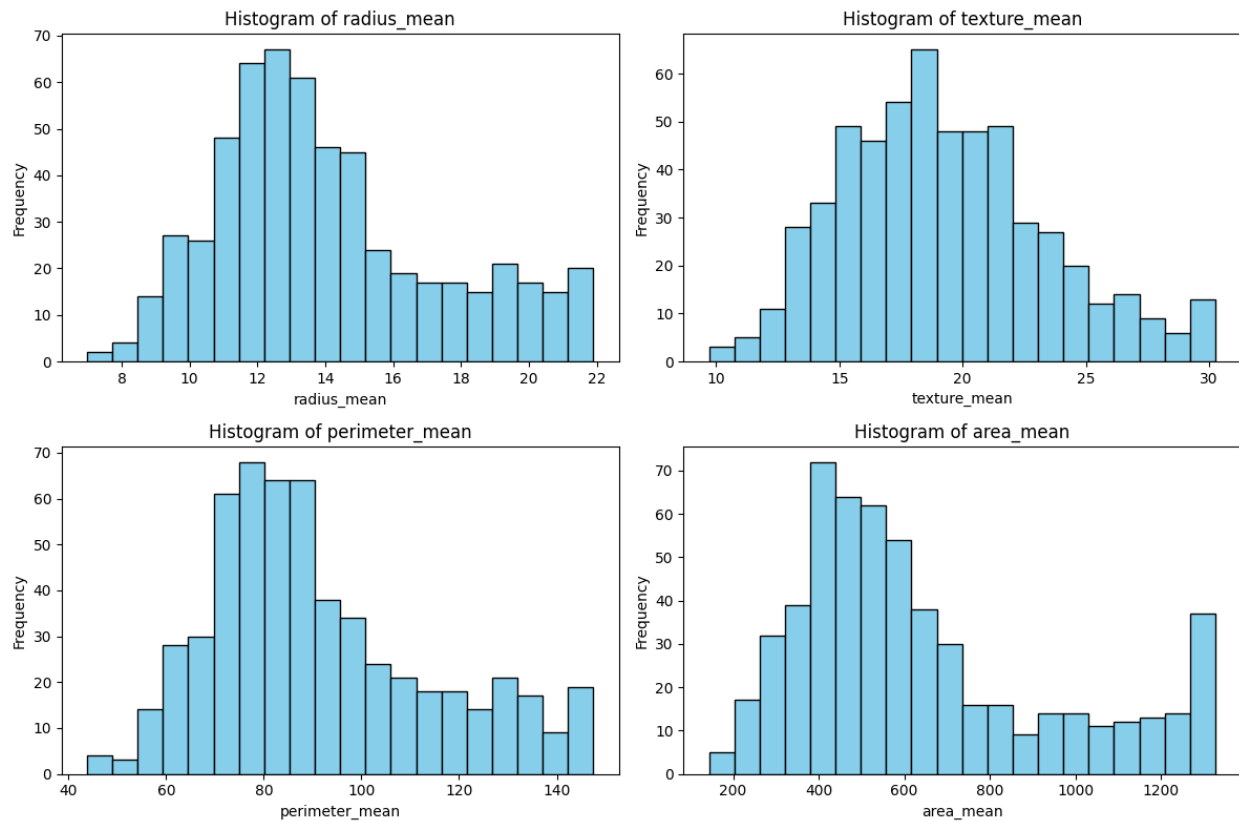 Histogram of radius_mean
70
60
50
40
30
20
10
0
Frequency
8 10 12 14 16 18 20 22
radius_mean
Histogram of texture_mean
60
50
40
30
20
10
0
Frequency
10 15 20 25 30
texture_mean
Histogram of perimeter_mean
70
60
50
40
30
20
10
0
Frequency
40 60 80 100 120 140
perimeter_mean
Histogram of area_mean
70
60
50
40
30
20
10
0
Frequency
200 400 600 800 1000 1200
area_mean